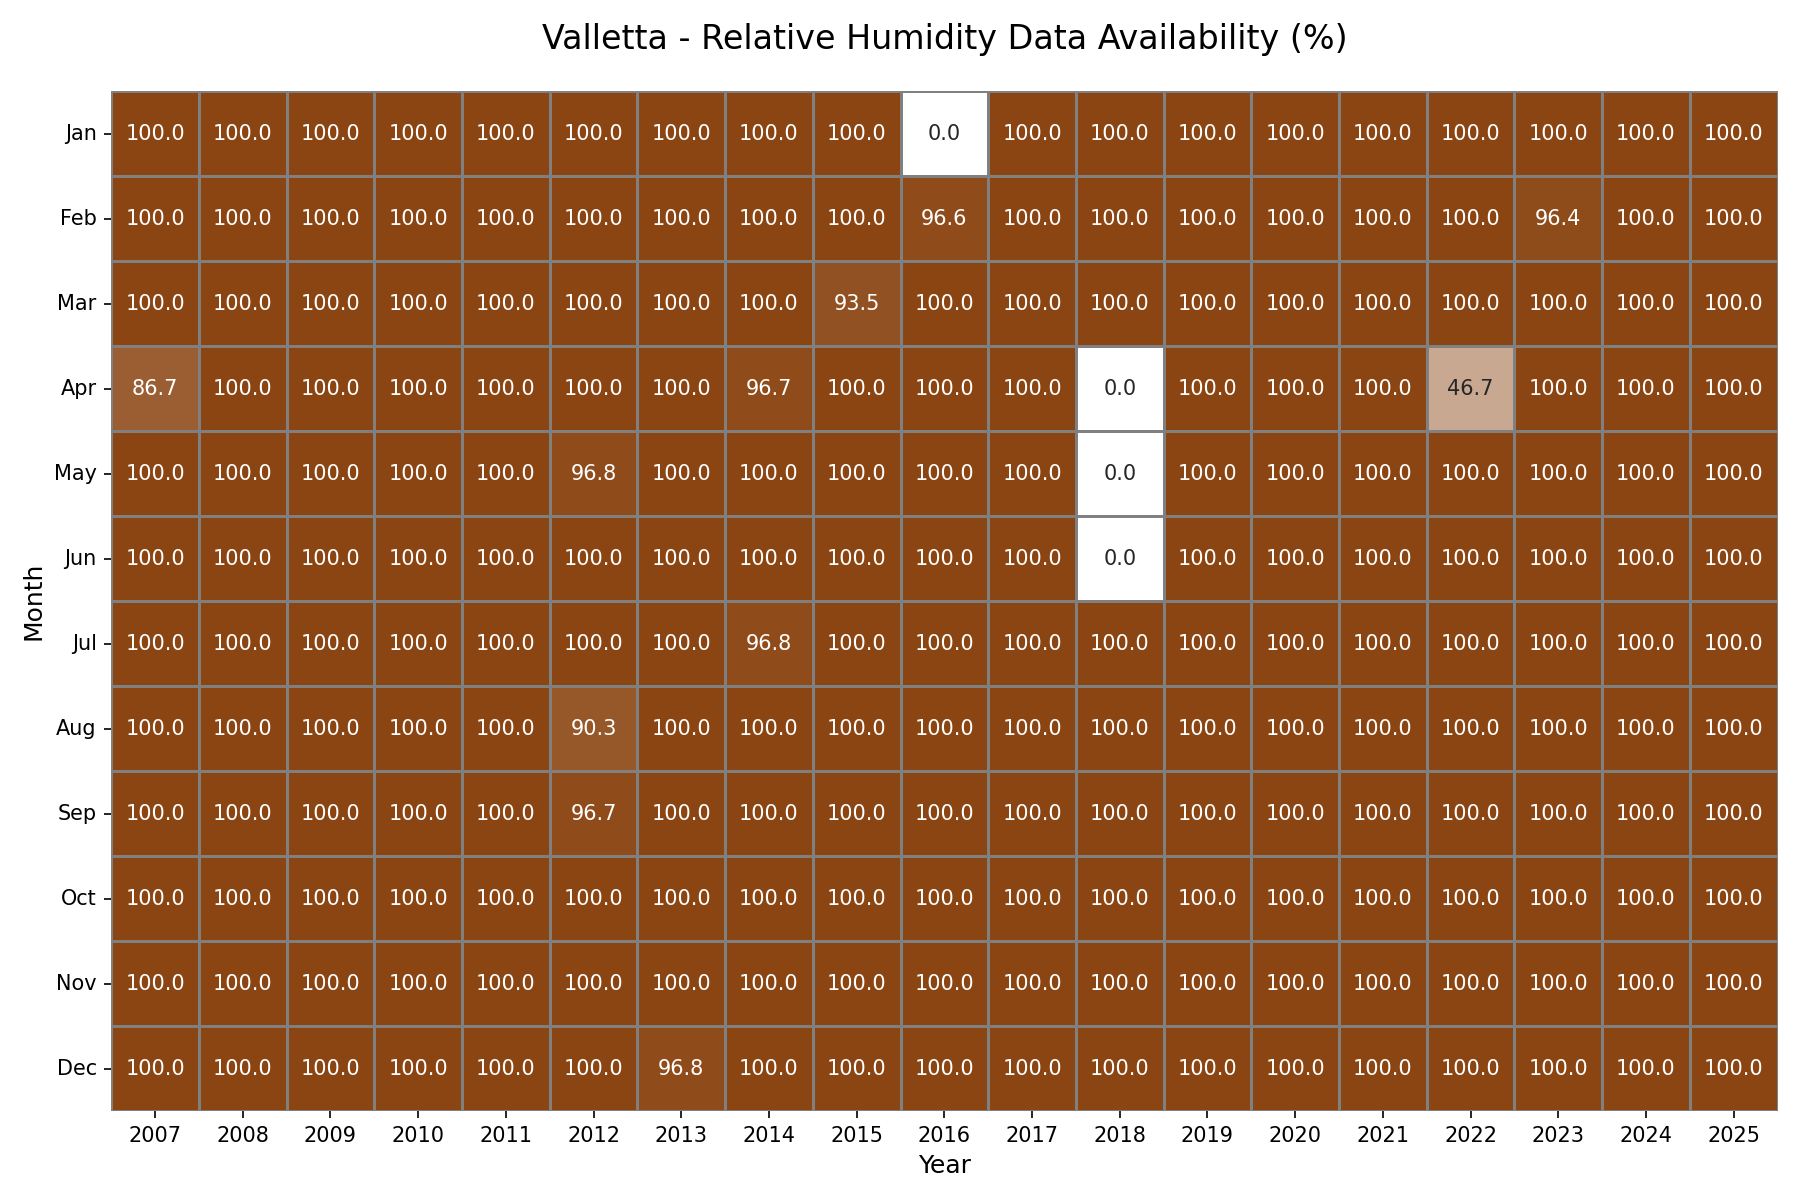 Valletta - Relative Humidity Data Availability (%)
Jan 100.0 100.0 100.0 100.0 100.0 100.0 100.0 100.0 100.0 0.0 100.0 100.0 100.0 100.0 100.0 100.0 100.0 100.0 100.0
Feb 100.0 100.0 100.0 100.0 100.0 100.0 100.0 100.0 100.0 96.6 100.0 100.0 100.0 100.0 100.0 100.0 96.4 100.0 100.0
Mar 100.0 100.0 100.0 100.0 100.0 100.0 100.0 100.0 93.5 100.0 100.0 100.0 100.0 100.0 100.0 100.0 100.0 100.0 100.0
Apr 86.7 100.0 100.0 100.0 100.0 100.0 100.0 96.7 100.0 100.0 100.0 0.0 100.0 100.0 100.0 46.7 100.0 100.0 100.0
May 100.0 100.0 100.0 100.0 100.0 96.8 100.0 100.0 100.0 100.0 100.0 0.0 100.0 100.0 100.0 100.0 100.0 100.0 100.0
Jun 100.0 100.0 100.0 100.0 100.0 100.0 100.0 100.0 100.0 100.0 100.0 0.0 100.0 100.0 100.0 100.0 100.0 100.0 100.0
Jul 100.0 100.0 100.0 100.0 100.0 100.0 100.0 96.8 100.0 100.0 100.0 100.0 100.0 100.0 100.0 100.0 100.0 100.0 100.0
Aug 100.0 100.0 100.0 100.0 100.0 90.3 100.0 100.0 100.0 100.0 100.0 100.0 100.0 100.0 100.0 100.0 100.0 100.0 100.0
Sep 100.0 100.0 100.0 100.0 100.0 96.7 100.0 100.0 100.0 100.0 100.0 100.0 100.0 100.0 100.0 100.0 100.0 100.0 100.0
Oct 100.0 100.0 100.0 100.0 100.0 100.0 100.0 100.0 100.0 100.0 100.0 100.0 100.0 100.0 100.0 100.0 100.0 100.0 100.0
Nov 100.0 100.0 100.0 100.0 100.0 100.0 100.0 100.0 100.0 100.0 100.0 100.0 100.0 100.0 100.0 100.0 100.0 100.0 100.0
Dec 100.0 100.0 100.0 100.0 100.0 100.0 96.8 100.0 100.0 100.0 100.0 100.0 100.0 100.0 100.0 100.0 100.0 100.0 100.0
2007 2008 2009 2010 2011 2012 2013 2014 2015 2016 2017 2018 2019 2020 2021 2022 2023 2024 2025
Year
Month